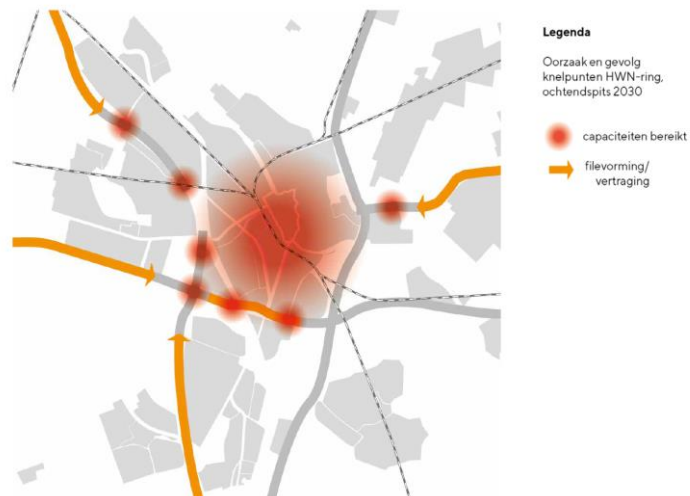 Legenda
Oorzaak en gevolg
knelpunten HWN-ring,
ochtendspits 2030
capaciteiten bereikt
filevorming/
vertraging